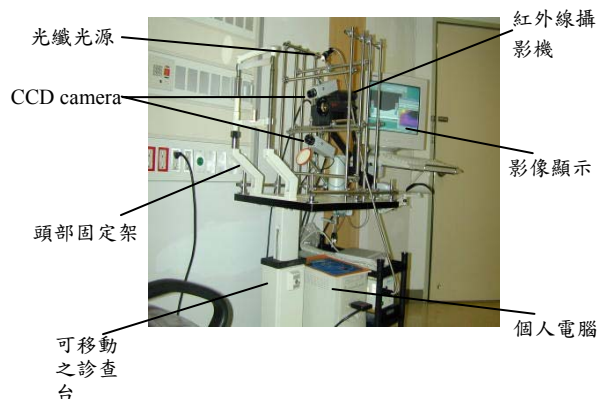 光纖光源
CCD camera
頭部固定架
可移動
之診查
台
紅外線攝
影機
影像顯示
個人電腦